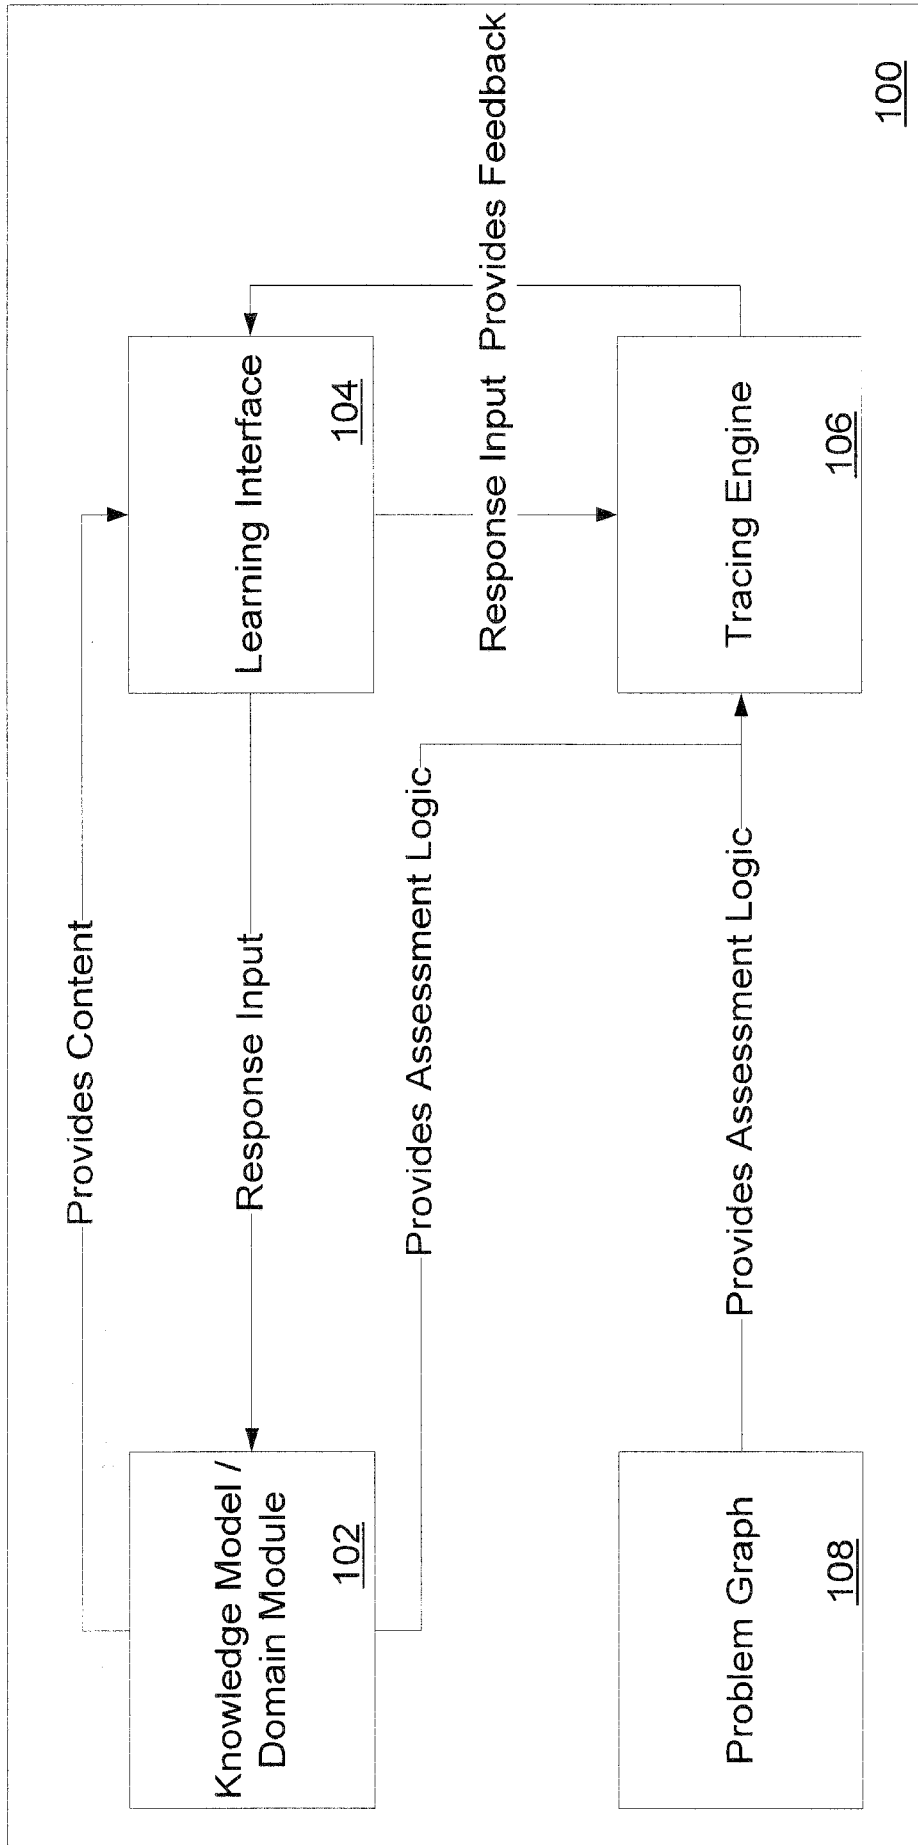 Provides Content
Knowledge Model /
Domain Module
102
Response Input
Learning Interface
104
Provides Assessment Logic
Response Input
Provides Feedback
Problem Graph
108
Provides Assessment Logic
Tracing Engine
106
100